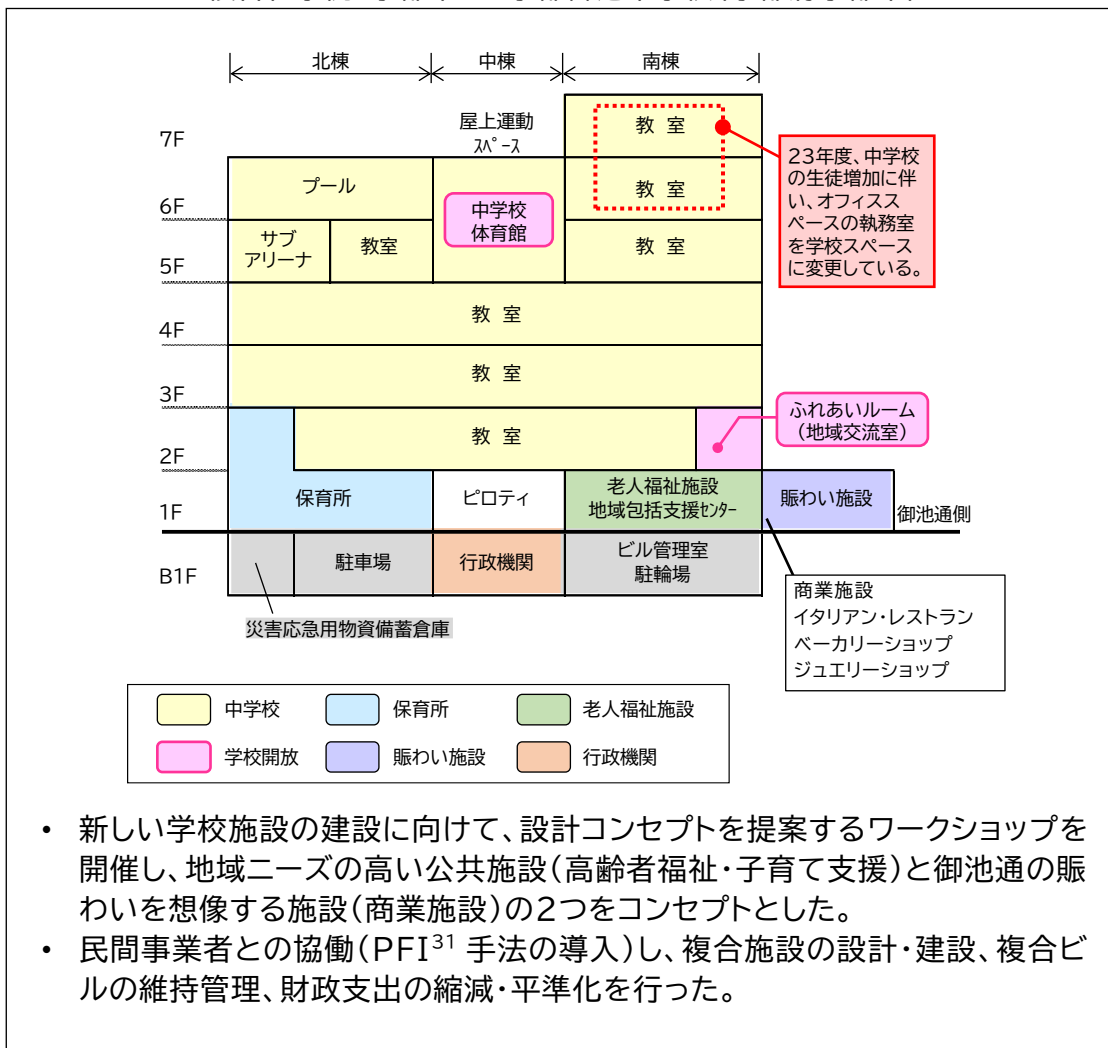 北棟
中棟
南棟
7F
屋上運動
ｽﾍﾟｰｽ
教 室
23年度、中学校
の生徒増加に伴
い、オフィスス
ペースの執務室
を学校スペース
に変更している。
6F
プール
中学校
体育館
教 室
5F
サブ
アリーナ
教室
教 室
4F
教 室
3F
教 室
2F
教 室
ふれあいルーム
（地域交流室）
1F
保育所
ピロティ
老人福祉施設
地域包括支援ｾﾝﾀｰ
賑わい施設
御池通側
B1F
駐車場
行政機関
ビル管理室
駐輪場
商業施設
イタリアン・レストラン
ベーカリーショップ
ジュエリーショップ
災害応急用物資備蓄倉庫
中学校
保育所
老人福祉施設
学校開放
賑わい施設
行政機関
• 新しい学校施設の建設に向けて、設計コンセプトを提案するワークショップを
開催し、地域ニーズの高い公共施設(高齢者福祉・子育て支援)と御池通の賑
わいを想像する施設(商業施設)の2つをコンセプトとした。
• 民間事業者との協働(PFI31 手法の導入)し、複合施設の設計・建設、複合ビ
ルの維持管理、財政支出の縮減・平準化を行った。